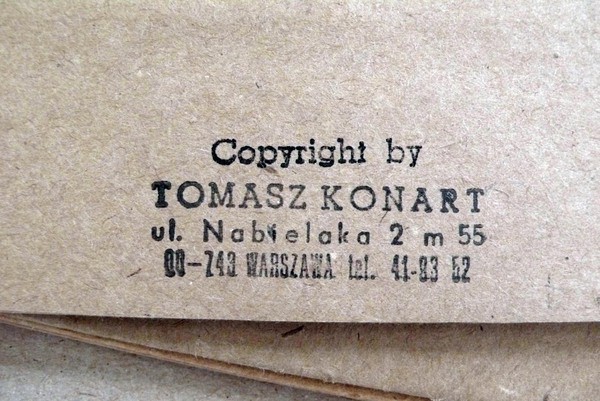 Copyright by
TOMASZ KONART
ul. Nabielaka 2 m 55
00-743 WARSZAWA tel. 41-83 52